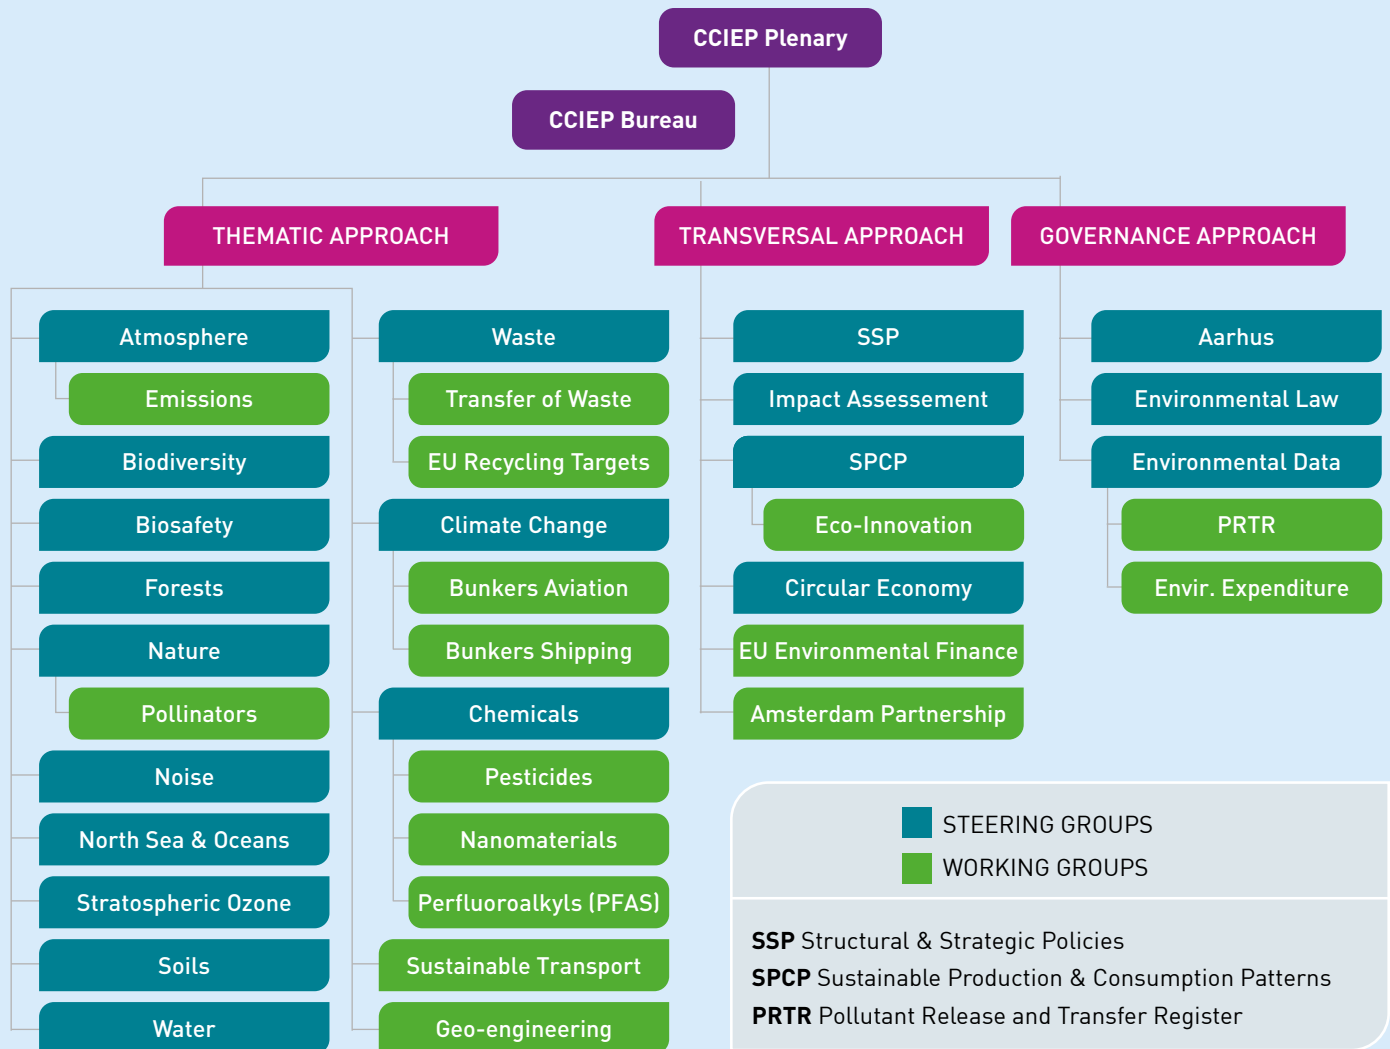 CCIEP Plenary
CCIEP Bureau
THEMATIC APPROACH
Atmosphere
Emissions
Biodiversity
Biosafety
Forests
Nature
Pollinators
Noise
North Sea & Oceans
Stratospheric Ozone
Soils
Water
Waste
Transfer of Waste
EU Recycling Targets
Climate Change
Bunkers Aviation
Bunkers Shipping
Chemicals
Pesticides
Nanomaterials
Perfluoroalkyls (PFAS)
Sustainable Transport
Geo-engineering
TRANSVERSAL APPROACH
SSP
Impact Assessement
SPCP
Eco-Innovation
Circular Economy
EU Environmental Finance
Amsterdam Partnership
GOVERNANCE APPROACH
Aarhus
Environmental Law
Environmental Data
PRTR
Envir. Expenditure
STEERING GROUPS
WORKING GROUPS
SSP Structural & Strategic Policies
SPCP Sustainable Production & Consumption Patterns
PRTR Pollutant Release and Transfer Register